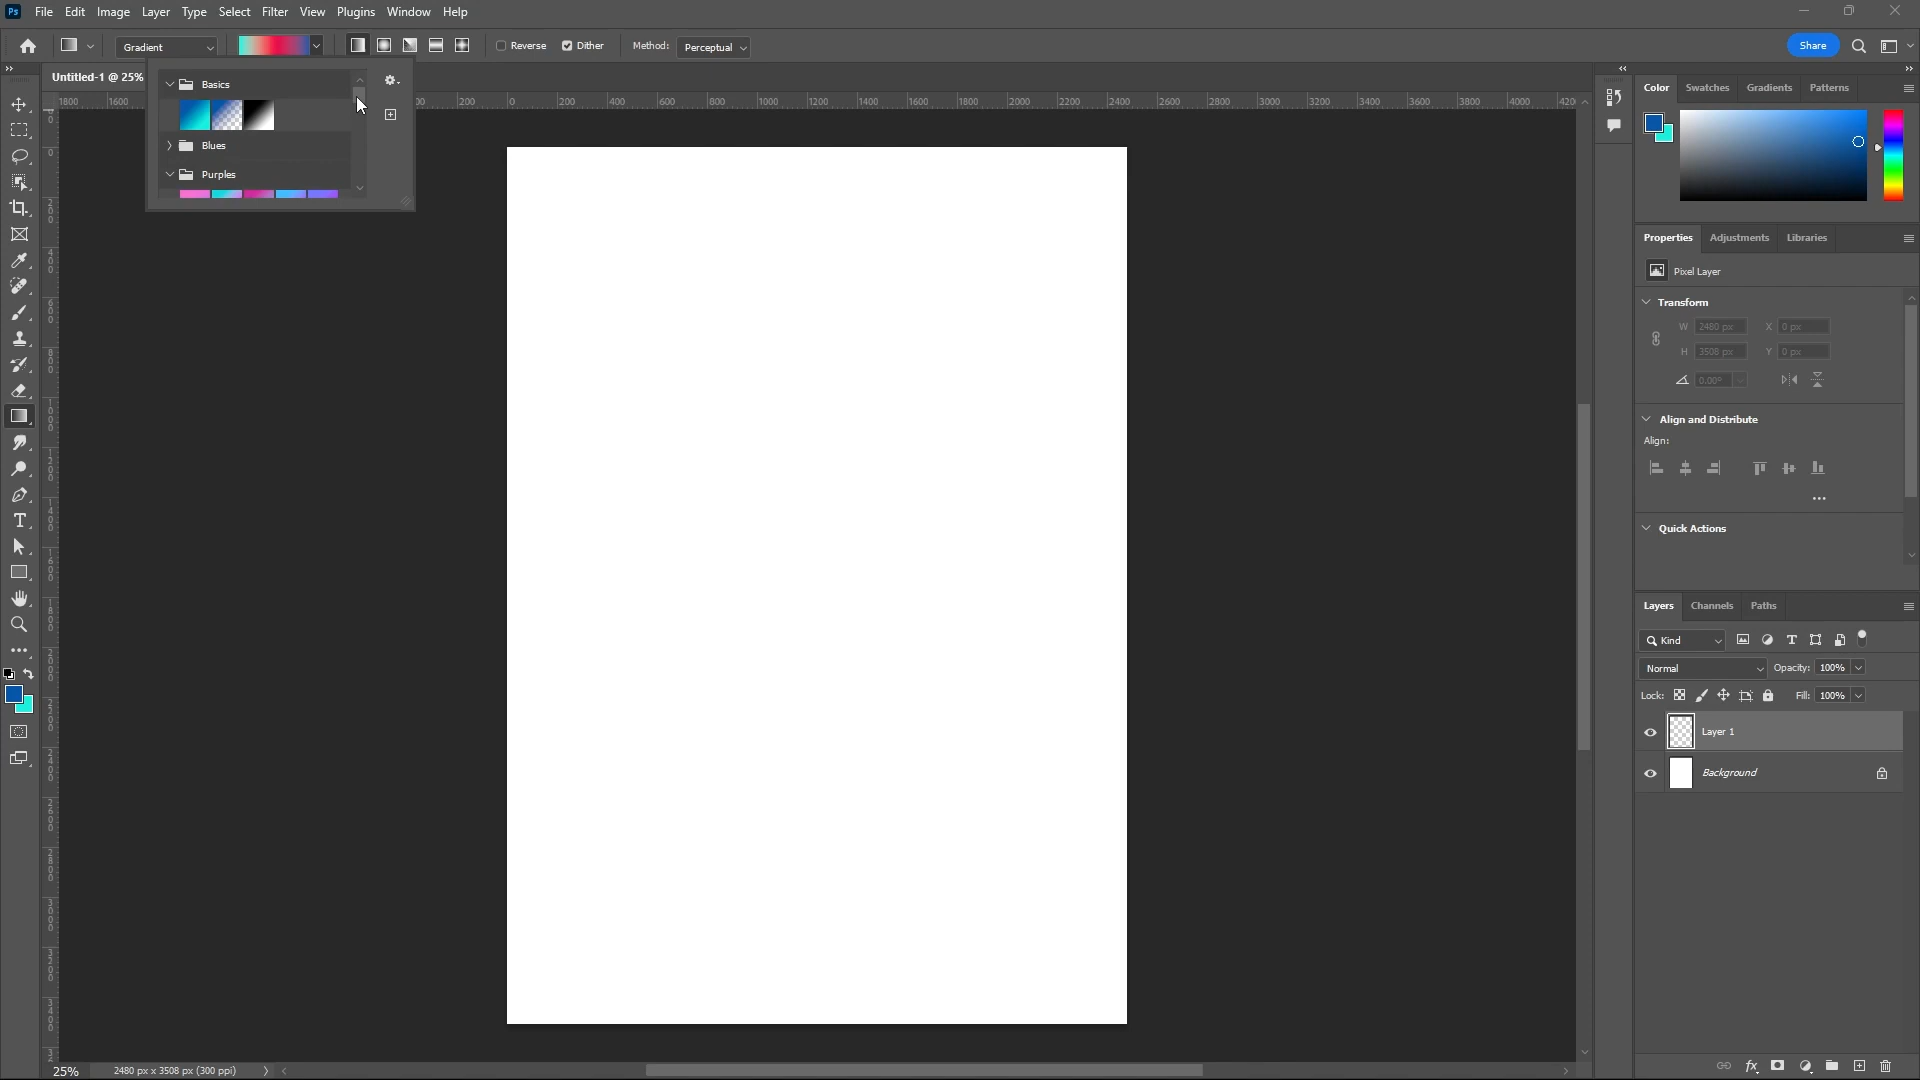 Ps File Edit Image Layer Type Select Filter View Plugins Window Help
Gradient Reverse Dither Method: Perceptual Share
Untitled-1 @ 25%
Basics
Blues
Purples
1800 1600 200 0 200 400 600 800 1000 1200 1400 1600 1800 2000 2200 2400 2600 2800 3000 3200 3400 3600 3800 4000 420
Color Swatches Gradients Patterns
Properties Adjustments Libraries
Pixel Layer
Transform
W 2480 px X 0 px
H 3508 px Y 0 px
0.00°
Align and Distribute
Align:
Quick Actions
Layers Channels Paths
Kind
Normal Opacity: 100%
Lock: Fill: 100%
Layer 1
Background
25% 2480 px x 3508 px (300 ppi)